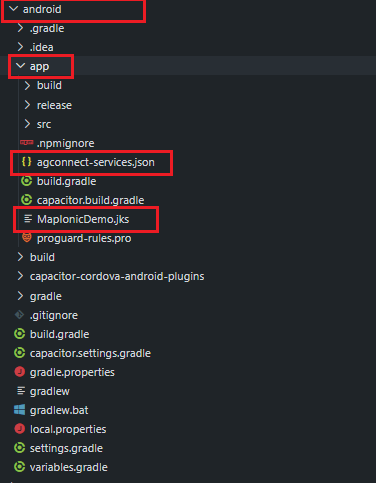 android
.gradle
.idea
app
build
release
src
.npmignore
agconnect-services.json
build.gradle
capacitor.build.gradle
MapIonicDemo.jks
proguard-rules.pro
build
capacitor-cordova-android-plugins
gradle
.gitignore
build.gradle
capacitor.settings.gradle
gradle.properties
gradlew
gradlew.bat
local.properties
settings.gradle
variables.gradle